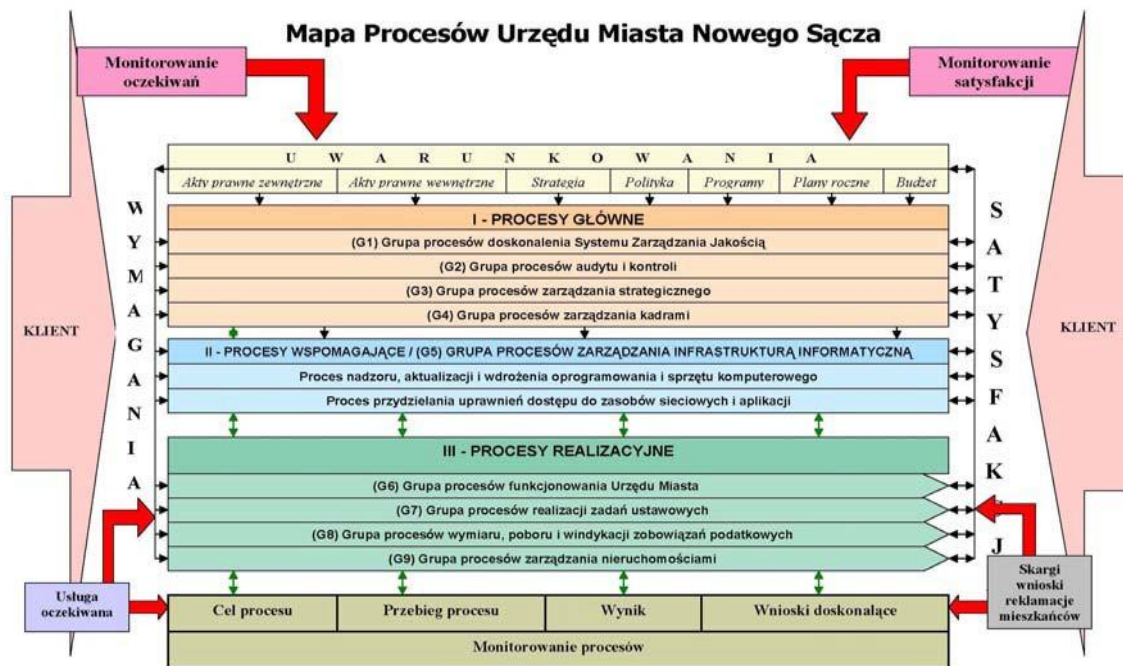 Mapa Procesów Urzędu Miasta Nowego Sącza
Monitorowanie
oczekiwań
Monitorowanie
satysfakcji
U W A R U N K O W A N I A
Akty prawne zewnętrzne
Akty prawne wewnętrzne
Strategia
Polityka
Programy
Plany roczne
Budżet
WYMAGANIA
I - PROCESY GŁÓWNE
(G1) Grupa procesów doskonalenia Systemu Zarządzania Jakością
(G2) Grupa procesów audytu i kontroli
(G3) Grupa procesów zarządzania strategicznego
(G4) Grupa procesów zarządzania kadrami
KLIENT
KLIENT
II - PROCESY WSPOMAGAJĄCE / (G5) GRUPA PROCESÓW ZARZĄDZANIA INFRASTRUKTURĄ INFORMATYCZNĄ
Proces nadzoru, aktualizacji i wdrożenia oprogramowania i sprzętu komputerowego
Proces przydzielania uprawnień dostępu do zasobów sieciowych i aplikacji
III - PROCESY REALIZACYJNE
(G6) Grupa procesów funkcjonowania Urzędu Miasta
(G7) Grupa procesów realizacji zadań ustawowych
(G8) Grupa procesów wymiaru, poboru i windykacji zobowiązań podatkowych
(G9) Grupa procesów zarządzania nieruchomościami
Usługa
oczekiwana
Skargi
wnioski
reklamacje
mieszkańców
Cel procesu
Przebieg procesu
Wynik
Wnioski doskonalące
Monitorowanie procesów